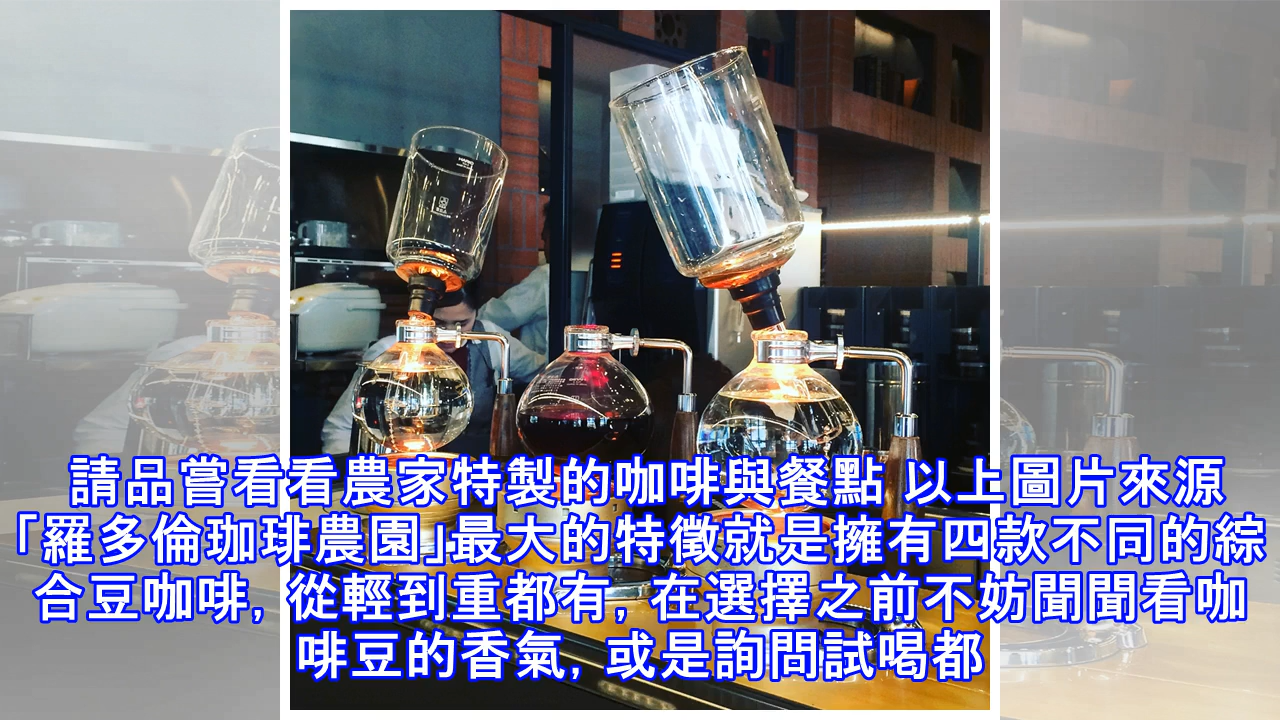 請品嘗看看農家特製的咖啡與餐點 以上圖片來源
「羅多倫珈琲農園」最大的特徵就是擁有四款不同的綜
合豆咖啡, 從輕到重都有, 在選擇之前不妨聞聞看咖
啡豆的香氣, 或是詢問試喝都